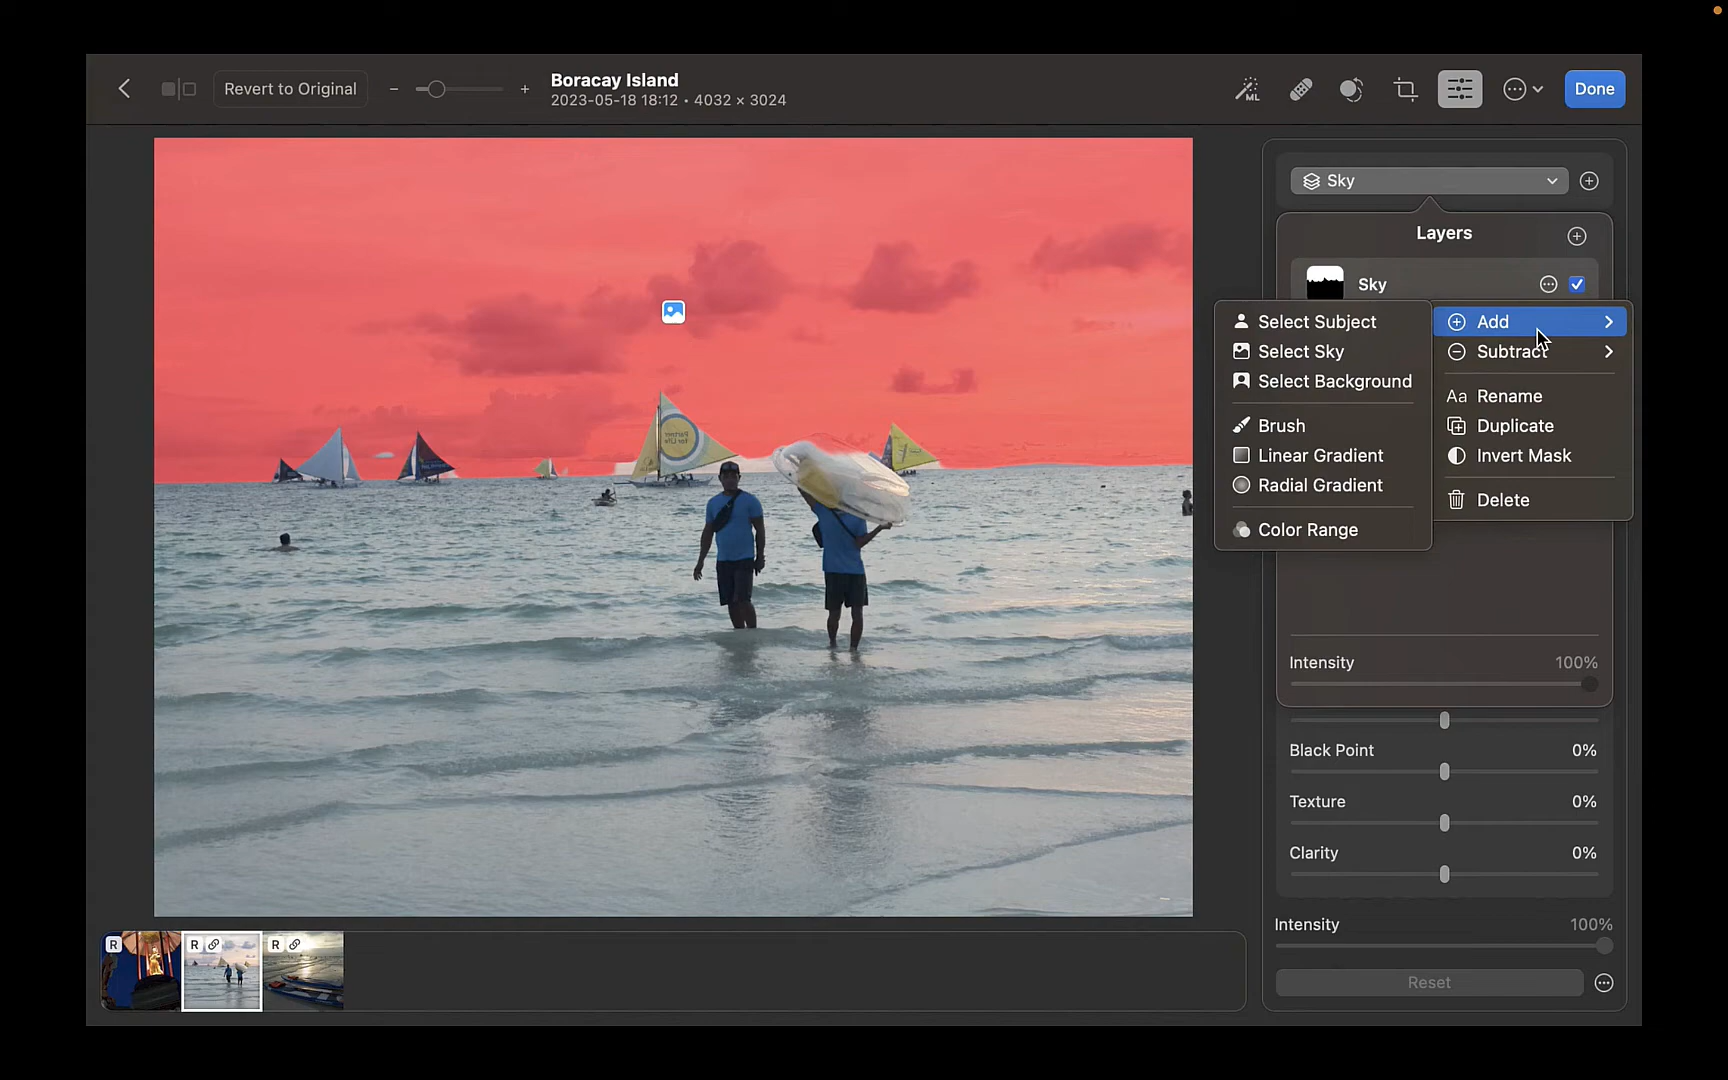 Revert to Original
Boracay Island
2023-05-18 18:12 • 4032 × 3024
ML
Done
Sky
Layers
Sky
Select Subject
Select Sky
Select Background
Brush
Linear Gradient
Radial Gradient
Color Range
Add
Subtract
Aa Rename
Duplicate
Invert Mask
Delete
Intensity 100%
Black Point 0%
Texture 0%
Clarity 0%
Intensity 100%
Reset
R
R
R